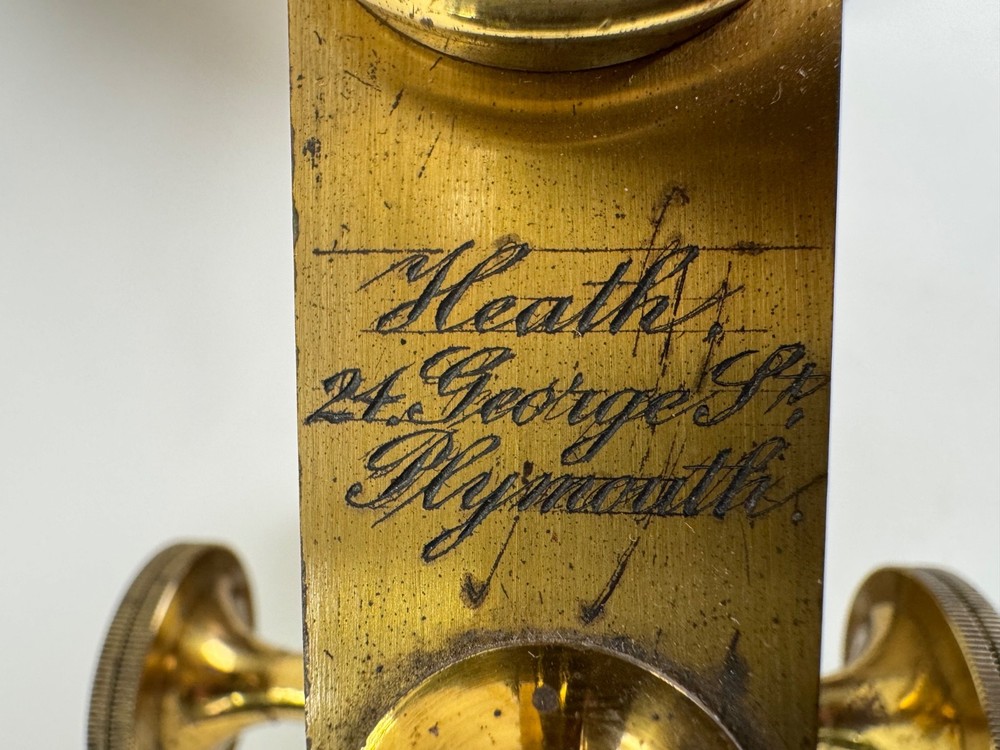 Heath.
24. George St,
Plymouth.